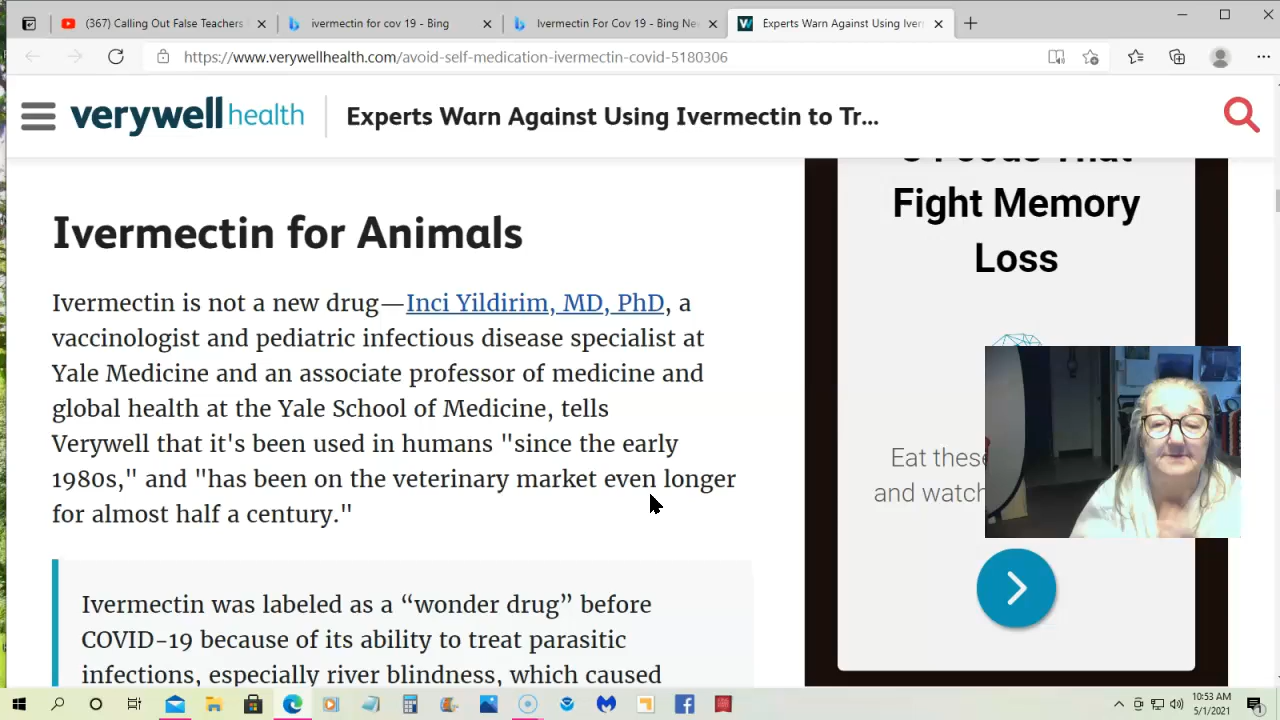 (367) Calling Out False Teachers
ivermectin for cov 19 - Bing
Ivermectin For Cov 19 - Bing Ne
Experts Warn Against Using Iver
https://www.verywellhealth.com/avoid-self-medication-ivermectin-covid-5180306
verywell health
Experts Warn Against Using Ivermectin to Tr...
Ivermectin for Animals
Ivermectin is not a new drug—Inci Yildirim, MD, PhD, a
vaccinologist and pediatric infectious disease specialist at
Yale Medicine and an associate professor of medicine and
global health at the Yale School of Medicine, tells
Verywell that it's been used in humans "since the early
1980s," and "has been on the veterinary market even longer
for almost half a century."
Ivermectin was labeled as a “wonder drug” before
COVID-19 because of its ability to treat parasitic
infections, especially river blindness, which caused
Foods That
Fight Memory
Loss
Eat these
and watch
10:53 AM
5/1/2021